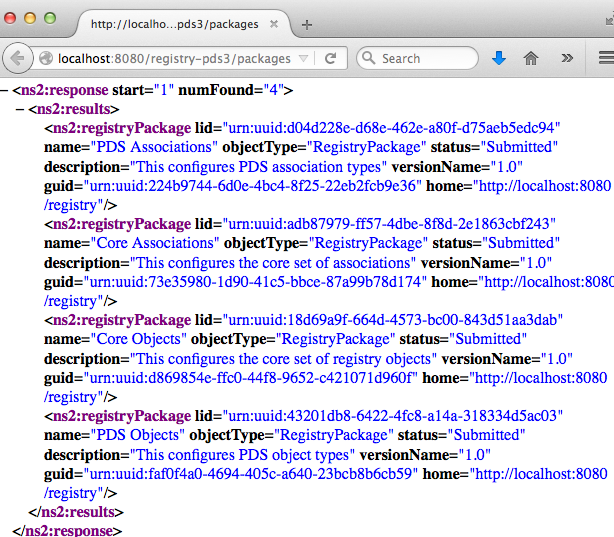 http://localho...pds3/packages
localhost:8080/registry-pds3/packages
Search
− <ns2:response start="1" numFound="4">
− <ns2:results>
<ns2:registryPackage lid="urn:uuid:d04d228e-d68e-462e-a80f-d75aeb5edc94"
name="PDS Associations" objectType="RegistryPackage" status="Submitted"
description="This configures PDS association types" versionName="1.0"
guid="urn:uuid:224b9744-6d0e-4bc4-8f25-22eb2fcb9e36" home="http://localhost:8080
/registry"/>
<ns2:registryPackage lid="urn:uuid:adb87979-ff57-4dbe-8f8d-2e1863cbf243"
name="Core Associations" objectType="RegistryPackage" status="Submitted"
description="This configures the core set of associations" versionName="1.0"
guid="urn:uuid:73e35980-1d90-41c5-bbce-87a99b78d174" home="http://localhost:8080
/registry"/>
<ns2:registryPackage lid="urn:uuid:18d69a9f-664d-4573-bc00-843d51aa3dab"
name="Core Objects" objectType="RegistryPackage" status="Submitted"
description="This configures the core set of registry objects" versionName="1.0"
guid="urn:uuid:d869854e-ffc0-44f8-9652-c421071d960f" home="http://localhost:8080
/registry"/>
<ns2:registryPackage lid="urn:uuid:43201db8-6422-4fc8-a14a-318334d5ac03"
name="PDS Objects" objectType="RegistryPackage" status="Submitted"
description="This configures PDS object types" versionName="1.0"
guid="urn:uuid:faf0f4a0-4694-405c-a640-23bcb8b6cb59" home="http://localhost:8080
/registry"/>
</ns2:results>
</ns2:response>